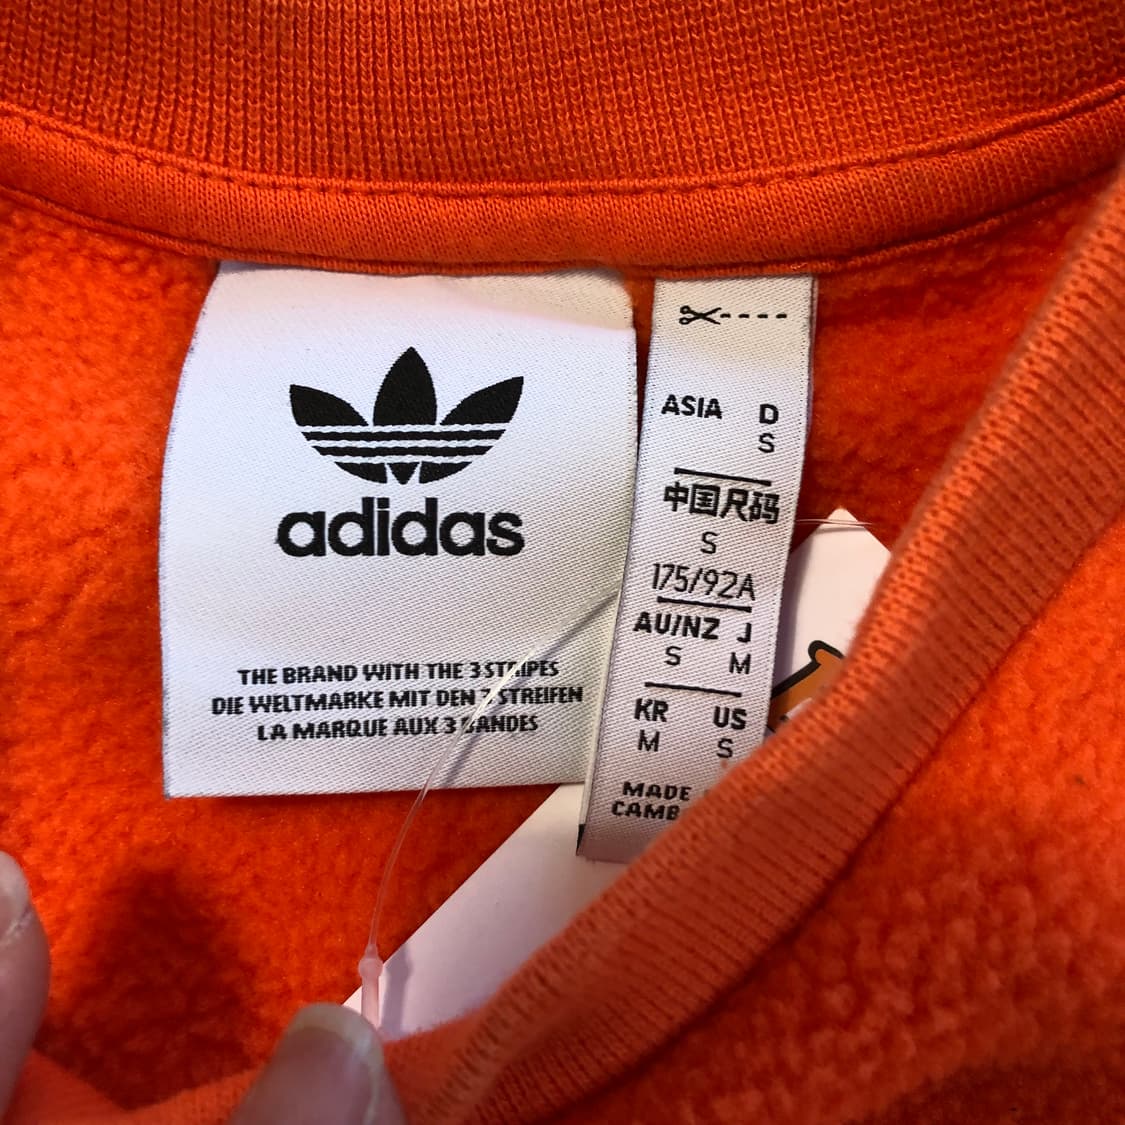 adidas
THE BRAND WITH THE 3 STRIPES
DIE WELTMARKE MIT DEN 3 STREIFEN
LA MARQUE AUX 3 BANDES
ASIA D
S
中国尺码
S
175/92A
AU/NZ J
S M
KR US
M S
MADE
CAMB